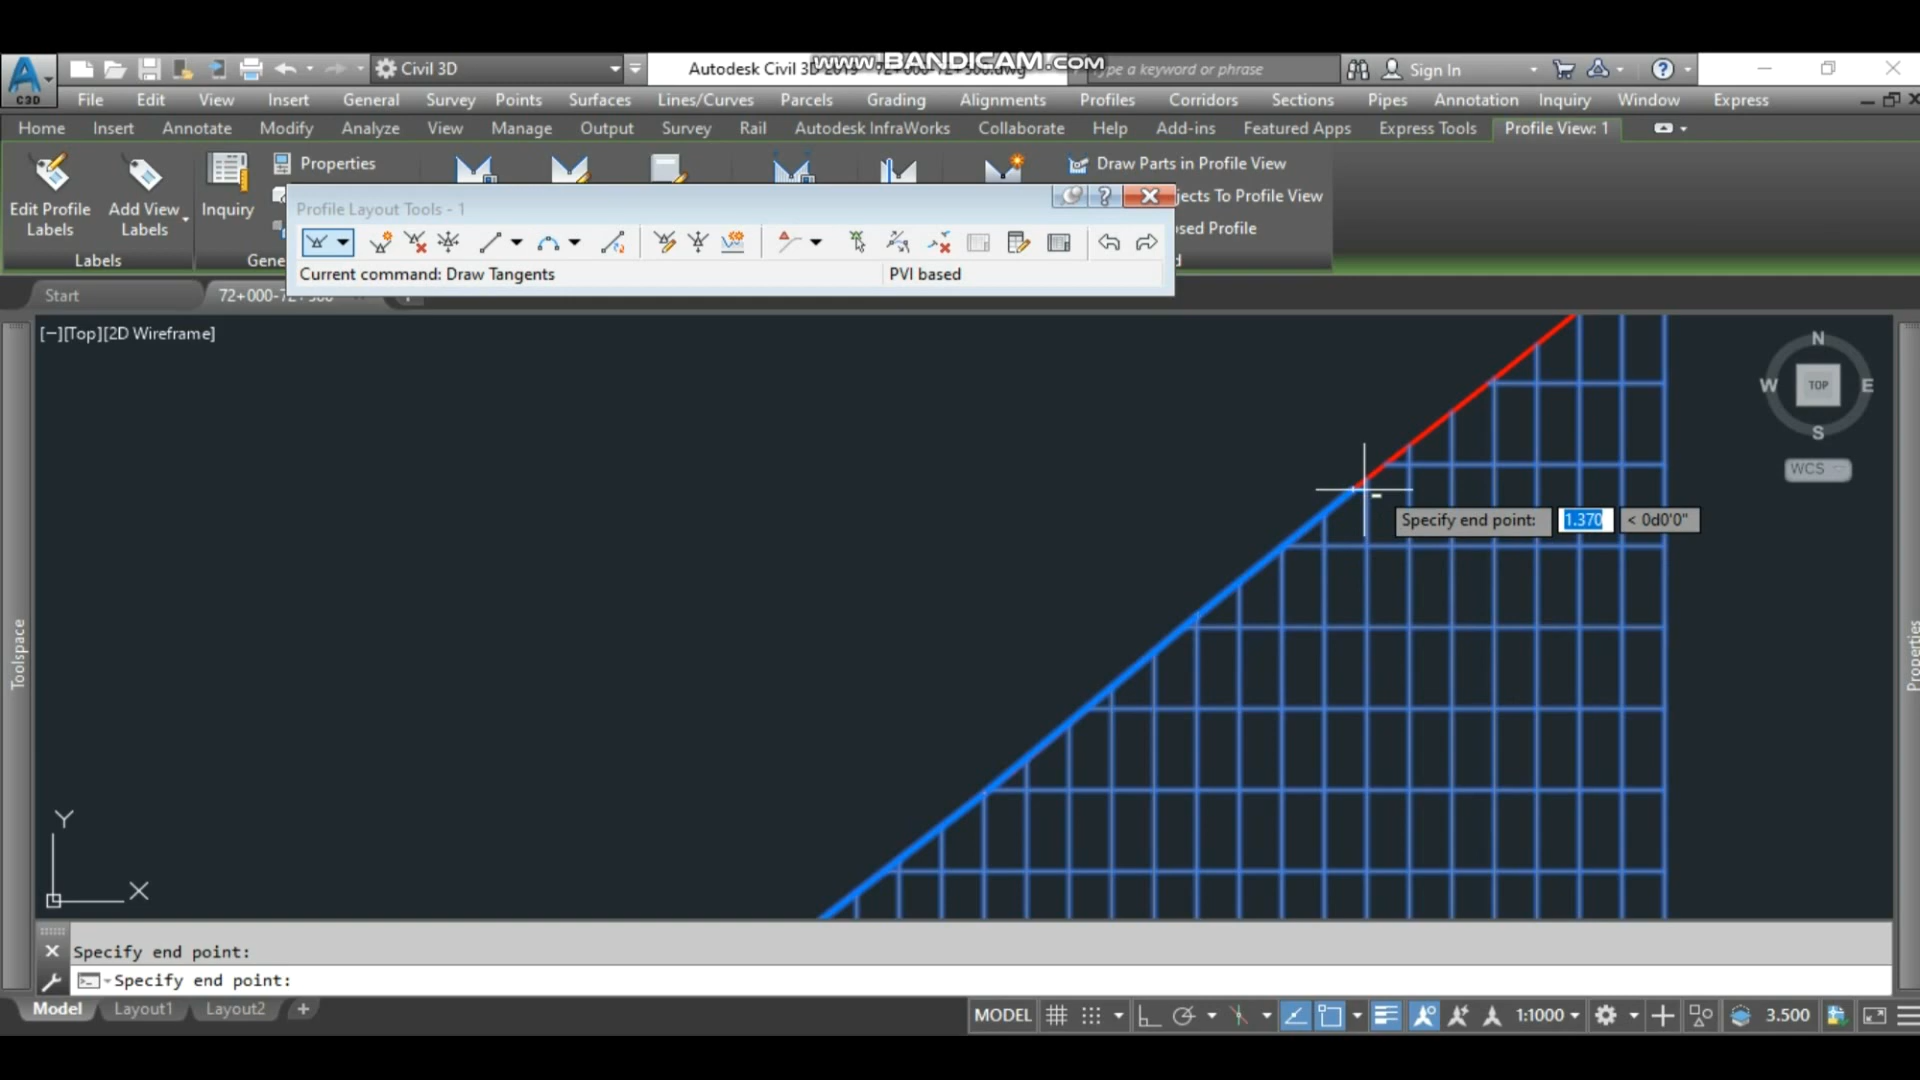 www.BANDICAM.com
C3D
Civil 3D
Autodesk Civil 3D
Type a keyword or phrase
Sign In
File Edit View Insert General Survey Points Surfaces Lines/Curves Parcels Grading Alignments Profiles Corridors Sections Pipes Annotation Inquiry Window Express
Home Insert Annotate Modify Analyze View Manage Output Survey Rail Autodesk InfraWorks Collaborate Help Add-ins Featured Apps Express Tools Profile View: 1
Edit Profile Labels
Add View Labels
Inquiry
Properties
Draw Parts in Profile View
jects To Profile View
sed Profile
Labels
Gene
Profile Layout Tools - 1
Current command: Draw Tangents
PVI based
Start
[−][Top][2D Wireframe]
N
W
TOP
E
S
WCS
Specify end point:
1.370
< 0d0'0"
Toolspace
Properties
Y
X
Specify end point:
Specify end point:
Model Layout1 Layout2
MODEL
1:1000
3.500